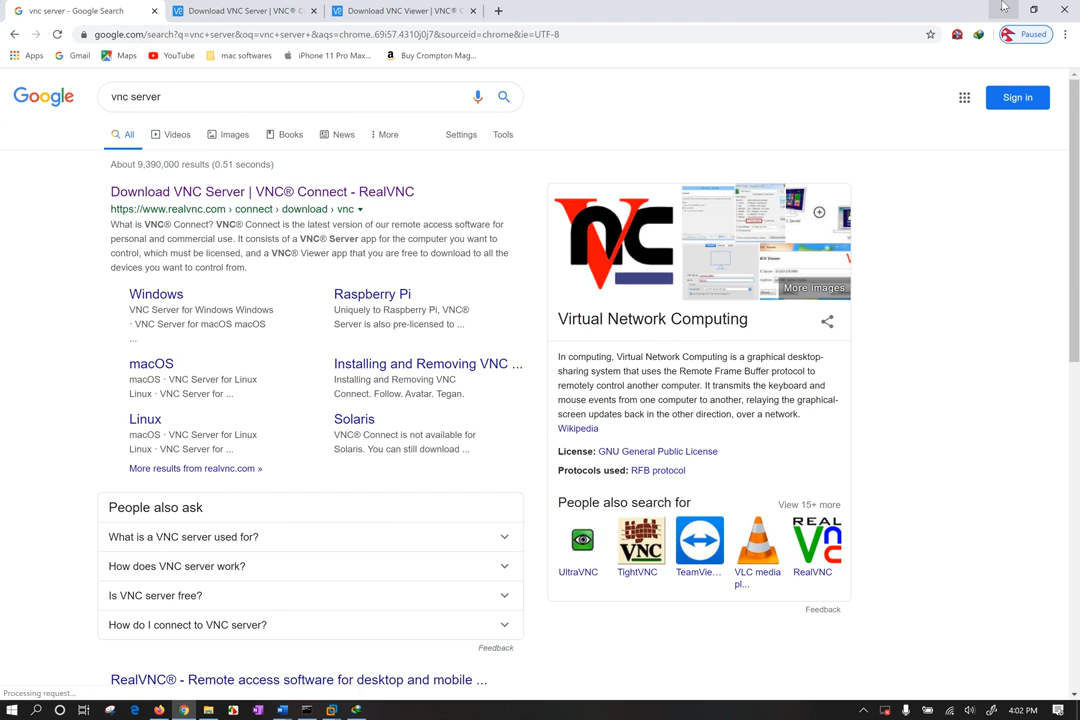 vnc server - Google Search
Download VNC Server | VNC® C
Download VNC Viewer | VNC® C
google.com/search?q=vnc+server&oq=vnc+server+&aqs=chrome..69i57.4310j0j7&sourceid=chrome&ie=UTF-8
Paused
Apps
Gmail
Maps
YouTube
mac softwares
iPhone 11 Pro Max...
Buy Crompton Mag...
Google
vnc server
Sign in
All
Videos
Images
Books
News
More
Settings
Tools
About 9,390,000 results (0.51 seconds)
Download VNC Server | VNC® Connect - RealVNC
https://www.realvnc.com › connect › download › vnc
What is VNC® Connect? VNC® Connect is the latest version of our remote access software for
personal and commercial use. It consists of a VNC® Server app for the computer you want to
control, which must be licensed, and a VNC® Viewer app that you are free to download to all the
devices you want to control from.
Windows
VNC Server for Windows Windows
· VNC Server for macOS macOS
...
Raspberry Pi
Uniquely to Raspberry Pi, VNC®
Server is also pre-licensed to ...
macOS
macOS · VNC Server for Linux
Linux · VNC Server for ...
Installing and Removing VNC ...
Installing and Removing VNC
Connect. Follow. Avatar. Tegan.
Linux
macOS · VNC Server for Linux
Linux · VNC Server for ...
Solaris
VNC® Connect is not available for
Solaris. You can still download ...
More results from realvnc.com »
People also ask
What is a VNC server used for?
How does VNC server work?
Is VNC server free?
How do I connect to VNC server?
Feedback
RealVNC® - Remote access software for desktop and mobile ...
VNC
More images
Virtual Network Computing
In computing, Virtual Network Computing is a graphical desktop-
sharing system that uses the Remote Frame Buffer protocol to
remotely control another computer. It transmits the keyboard and
mouse events from one computer to another, relaying the graphical-
screen updates back in the other direction, over a network.
Wikipedia
License: GNU General Public License
Protocols used: RFB protocol
People also search for
View 15+ more
UltraVNC
TightVNC
TeamVie...
VLC media
pl...
RealVNC
Feedback
Processing request...
4:02 PM